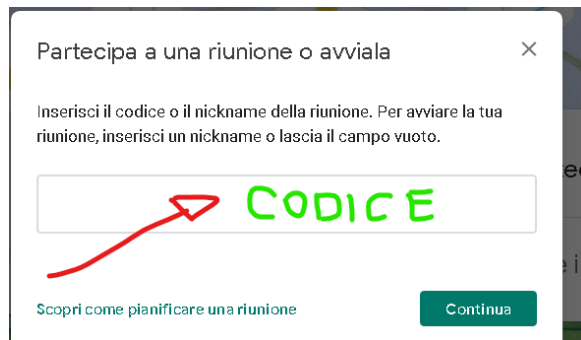 Partecipa a una riunione o avviala
Inserisci il codice o il nickname della riunione. Per avviare la tua
riunione, inserisci un nickname o lascia il campo vuoto.
CODICE
Scopri come pianificare una riunione
Continua